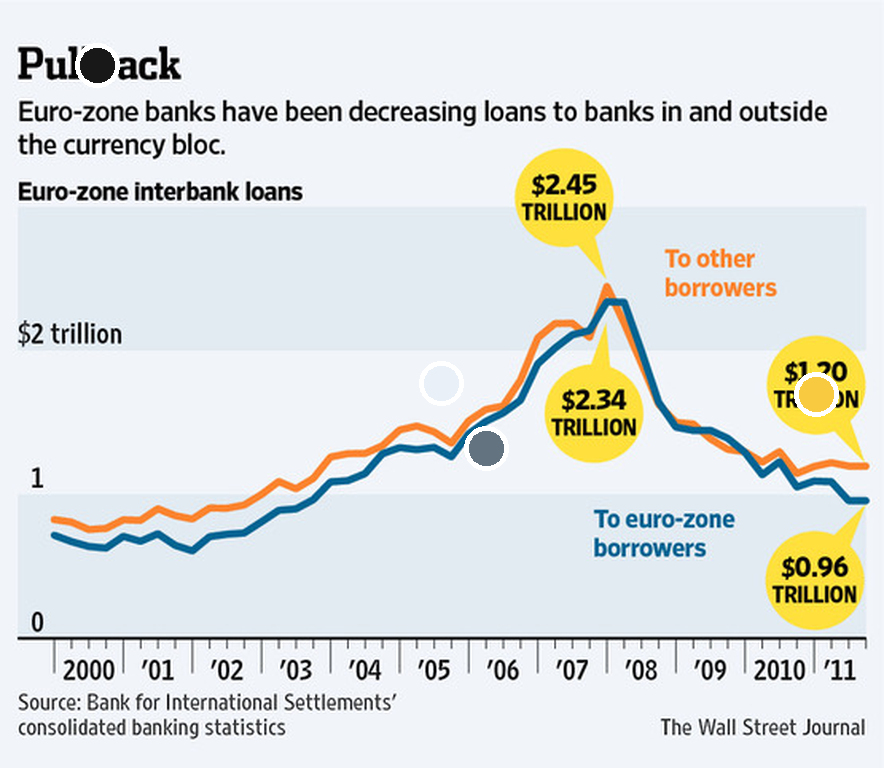 Euro-zone banks have been decreasing loans to banks in and outside
the currency bloc.
Euro-zone interbank loans
$2.45
TRILLION
To other
borrowers
$2 trillion
$2.34
TRILLION
1
To euro-zone
borrowers
$0.96
TRILLION
0
2000 '01 '02 '03 '04 '05 '06 '07 '08 '09 2010 '11
Source: Bank for International Settlements'
consolidated banking statistics
The Wall Street Journal